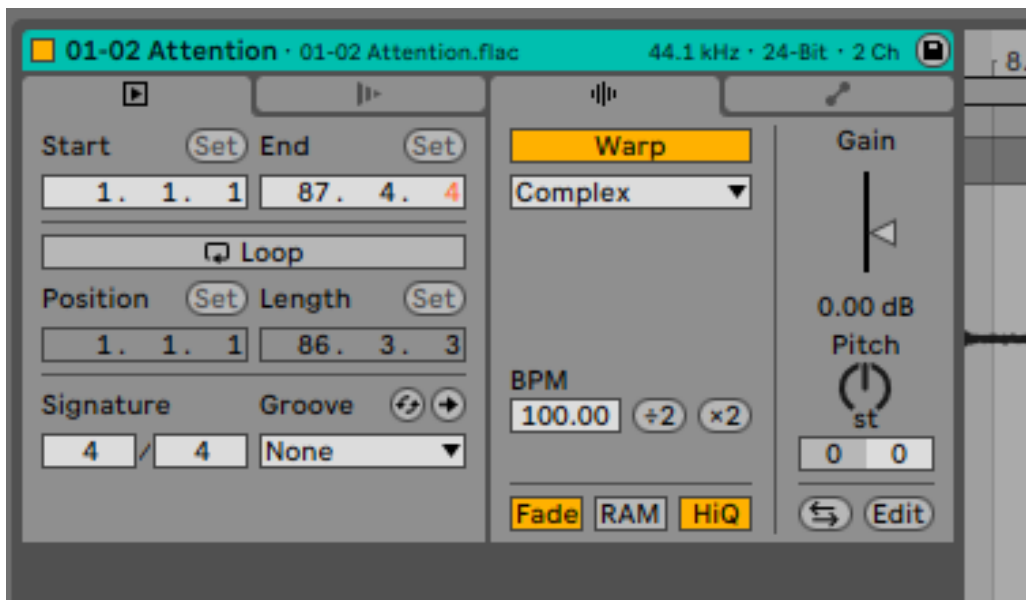 01-02 Attention · 01-02 Attention.flac 44.1 kHz · 24-Bit · 2 Ch
8.
Start Set End Set
1. 1. 1 87. 4. 4
Loop
Position Set Length Set
1. 1. 1 86. 3. 3
Signature Groove
4 / 4 None
Warp
Complex
BPM
100.00 ÷2 ×2
Fade RAM HiQ
Gain
0.00 dB
Pitch
st
0 0
Edit